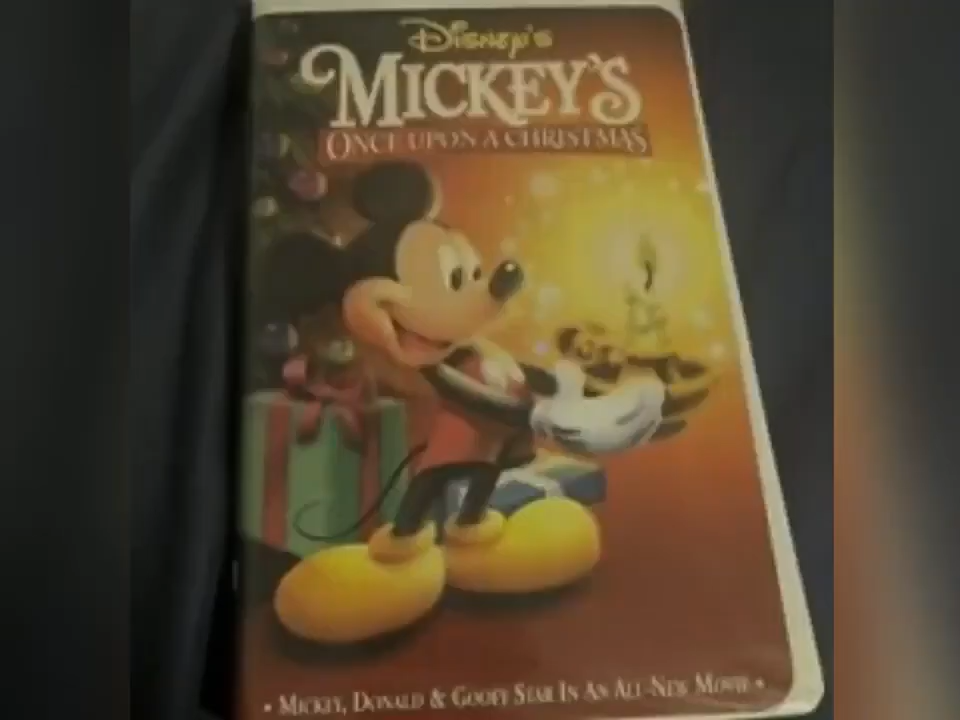 Disney's
MICKEY'S
ONCE UPON A CHRISTMAS
• MICKEY, DONALD & GOOFY STAR IN AN ALL-NEW MOVIE •